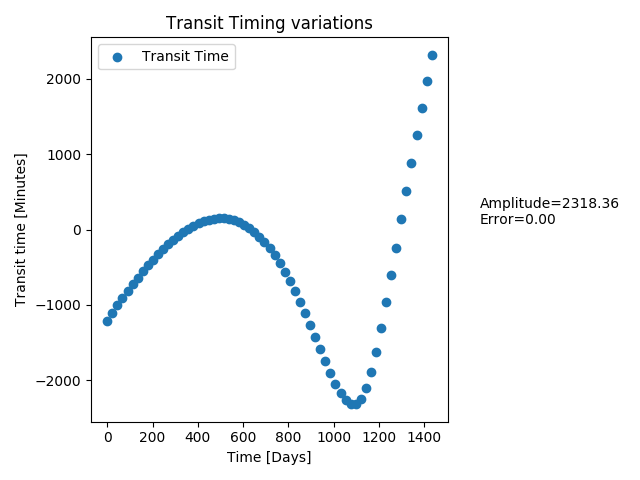 Transit Timing variations
Transit Time
2000
1000
0
−1000
−2000
Transit time [Minutes]
Amplitude=2318.36
Error=0.00
0 200 400 600 800 1000 1200 1400
Time [Days]